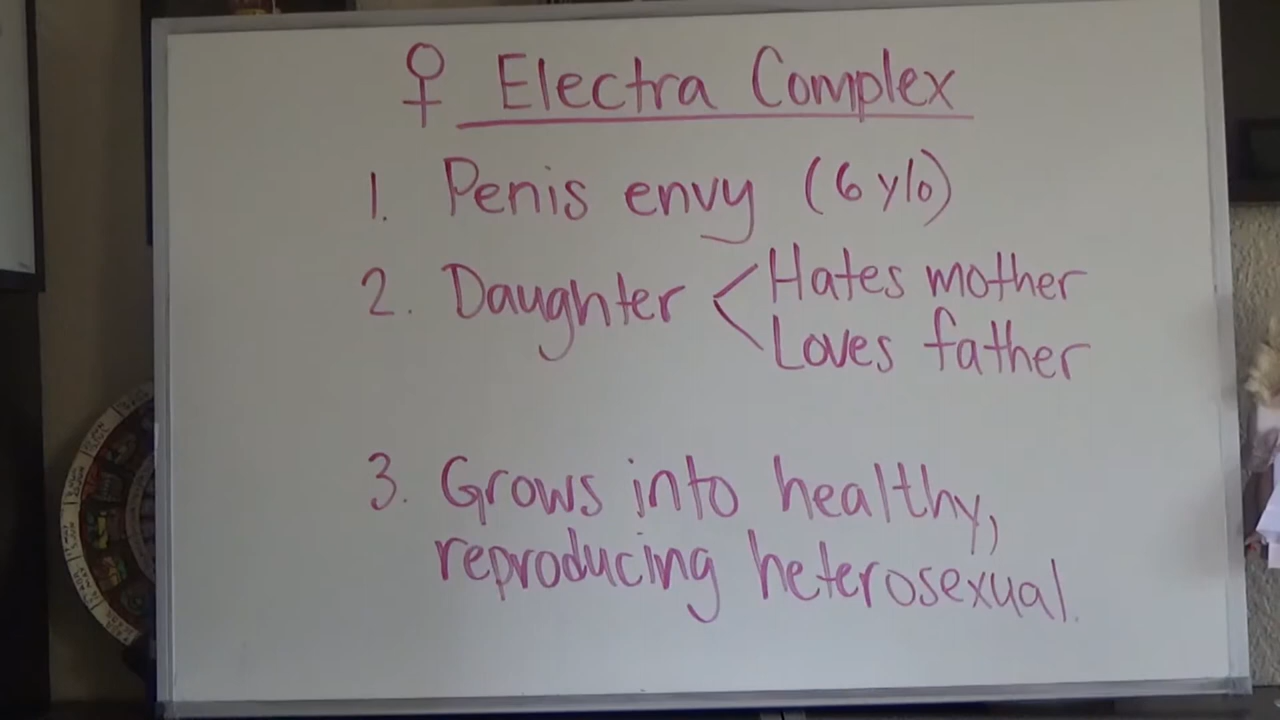 ♀ Electra Complex
1. Penis envy (6 y/o)
2. Daughter < Hates mother
Loves father
3. Grows into healthy,
reproducing heterosexual.